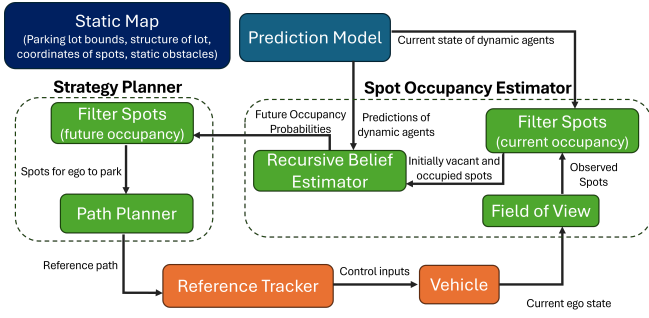 Static Map
(Parking lot bounds, structure of lot,
coordinates of spots, static obstacles)
Prediction Model
Current state of dynamic agents
Strategy Planner
Spot Occupancy Estimator
Filter Spots
(future occupancy)
Future Occupancy
Probabilities
Predictions of
dynamic agents
Filter Spots
(current occupancy)
Recursive Belief
Estimator
Initially vacant and
occupied spots
Observed
Spots
Spots for ego to park
Path Planner
Field of View
Reference path
Reference Tracker
Control inputs
Vehicle
Current ego state